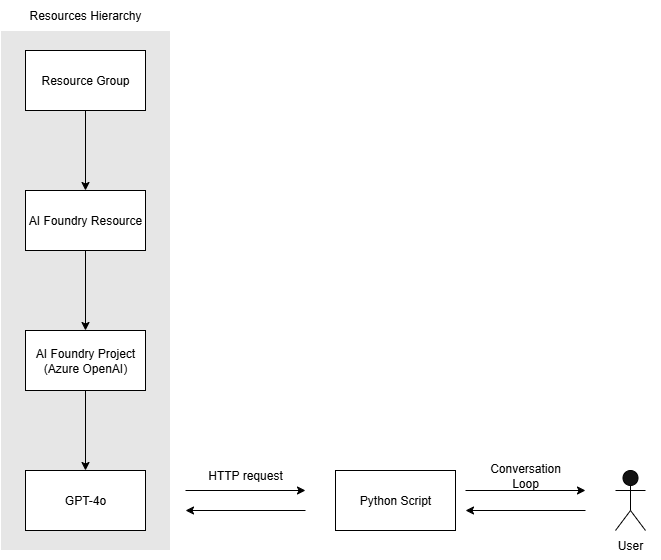 Resources Hierarchy
Resource Group
AI Foundry Resource
AI Foundry Project
(Azure OpenAI)
GPT-4o
HTTP request
Python Script
Conversation
Loop
User